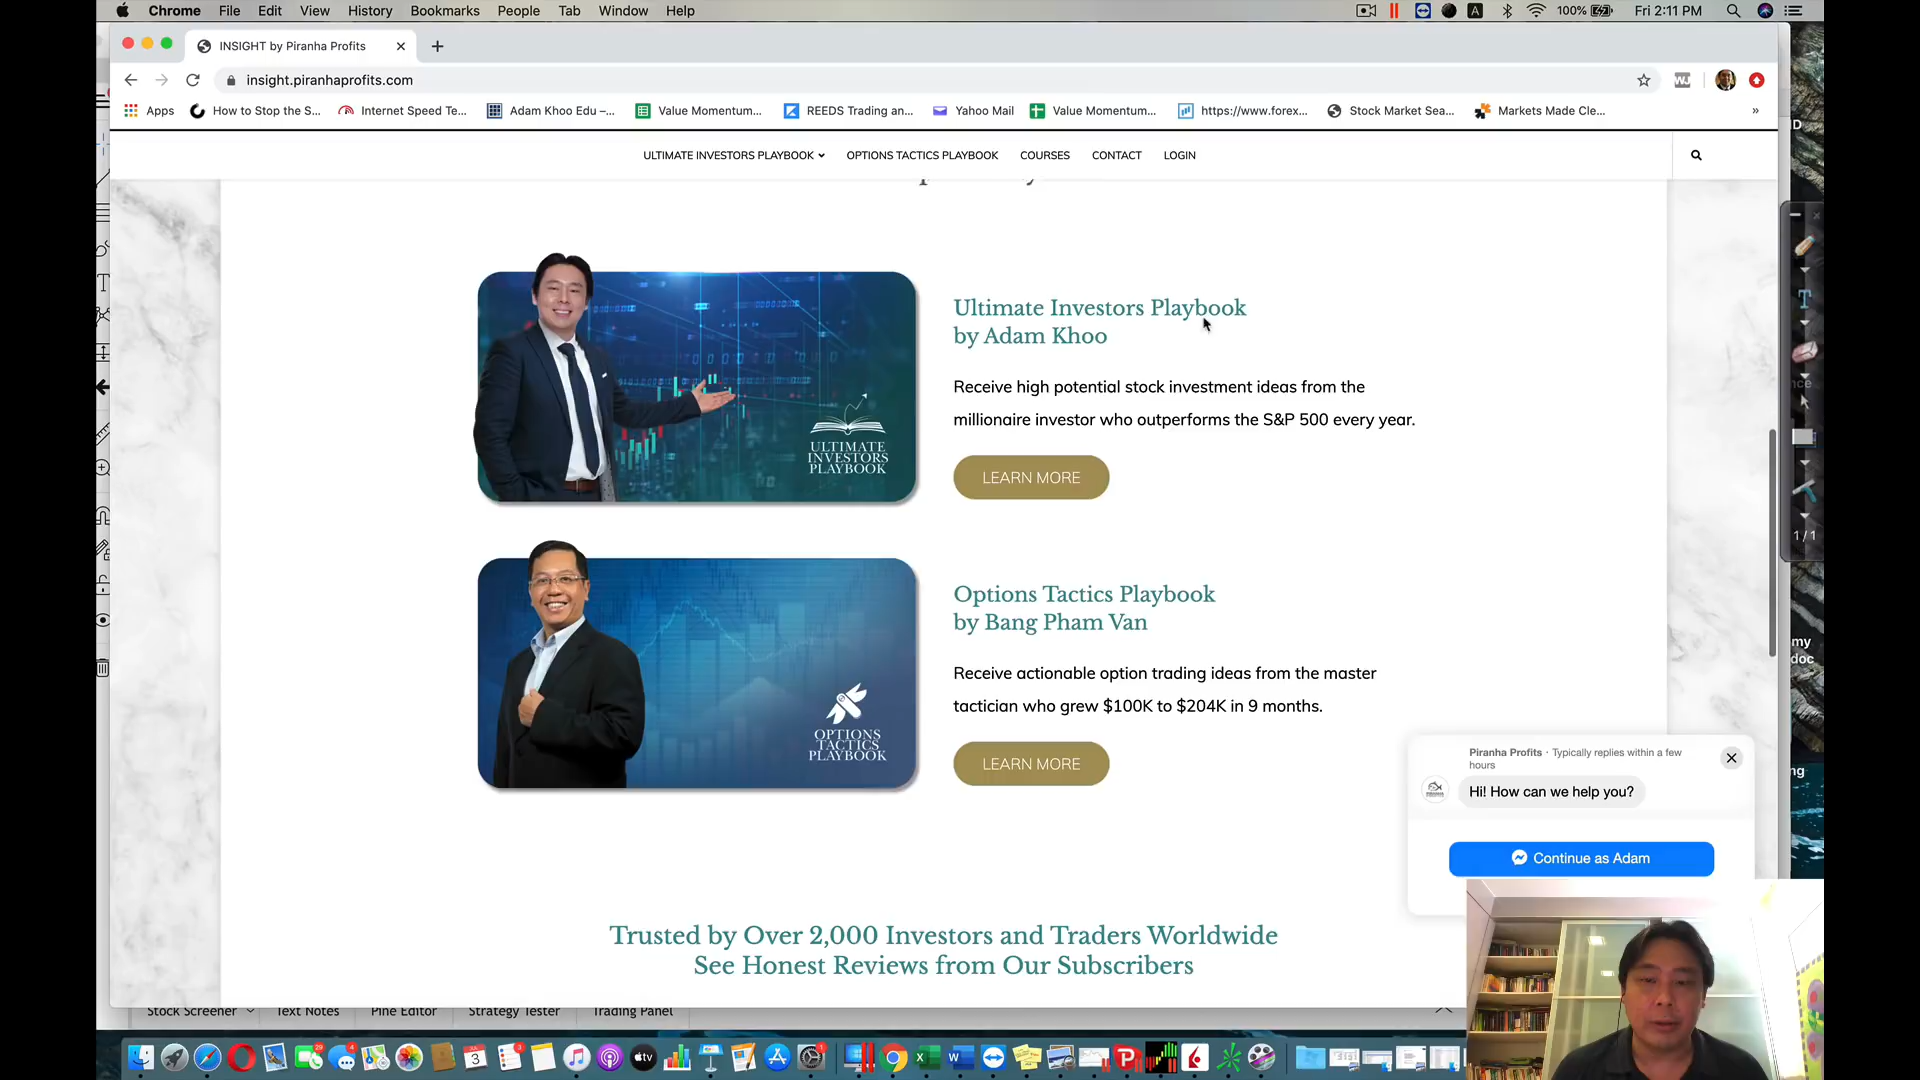 Chrome File Edit View History Bookmarks People Tab Window Help
A 100% Fri 2:11 PM
INSIGHT by Piranha Profits
insight.piranhaprofits.com
WJ
Apps How to Stop the S... Internet Speed Te... Adam Khoo Edu –... Value Momentum... REEDS Trading an... Yahoo Mail Value Momentum... https://www.forex... Stock Market Sea... Markets Made Cle... »
ULTIMATE INVESTORS PLAYBOOK OPTIONS TACTICS PLAYBOOK COURSES CONTACT LOGIN
Ultimate Investors Playbook
by Adam Khoo
Receive high potential stock investment ideas from the
millionaire investor who outperforms the S&P 500 every year.
LEARN MORE
ULTIMATE
INVESTORS
PLAYBOOK
Options Tactics Playbook
by Bang Pham Van
Receive actionable option trading ideas from the master
tactician who grew $100K to $204K in 9 months.
LEARN MORE
OPTIONS
TACTICS
PLAYBOOK
1 / 1
my
doc
ng
Piranha Profits · Typically replies within a few
hours
Hi! How can we help you?
Continue as Adam
Trusted by Over 2,000 Investors and Traders Worldwide
See Honest Reviews from Our Subscribers
Stock Screener Text Notes Pine Editor Strategy Tester Trading Panel